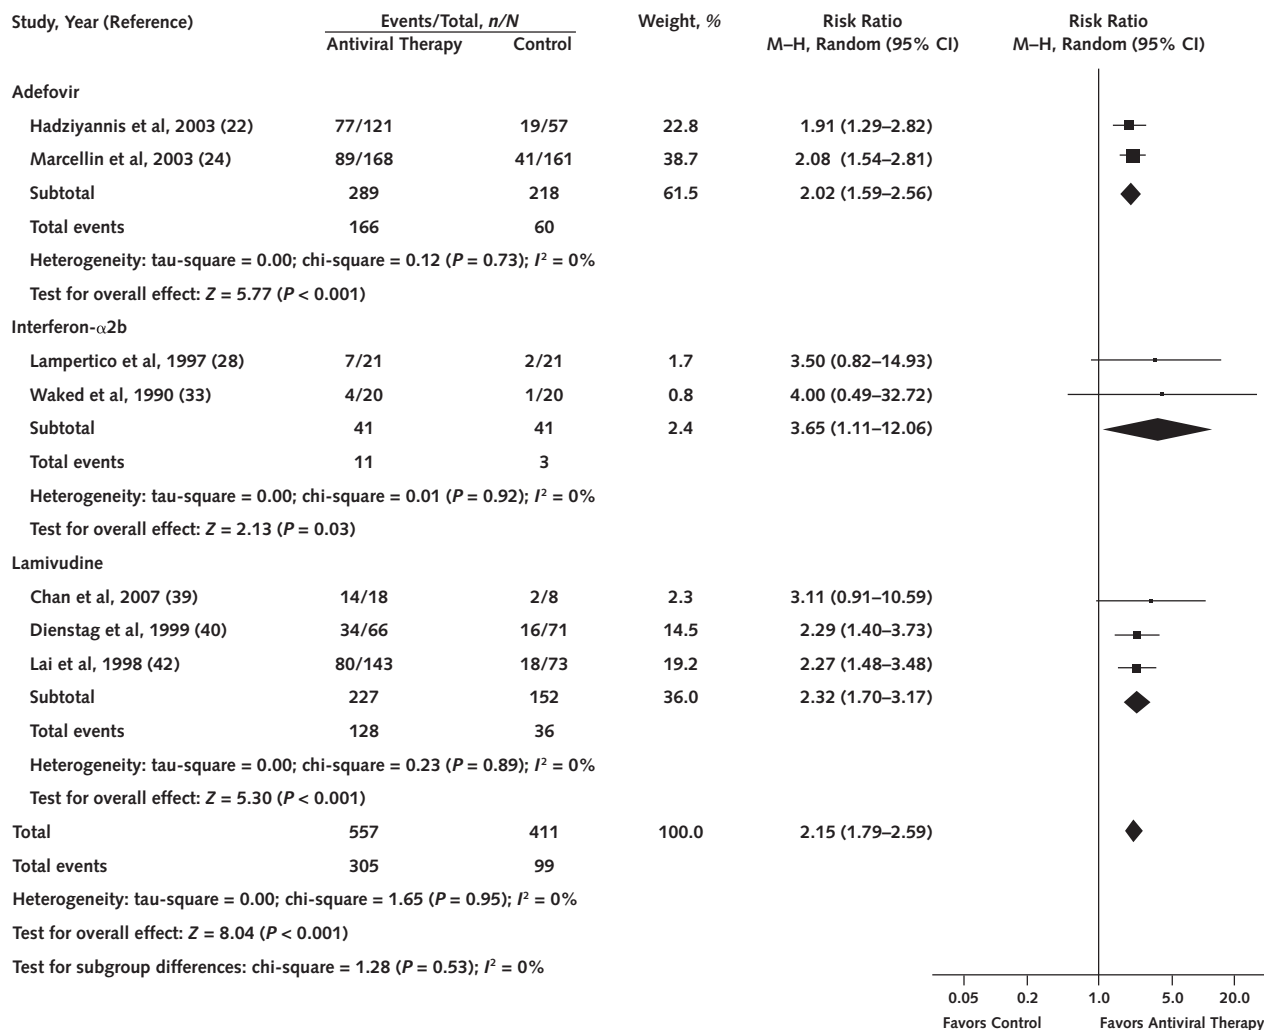 Study, Year (Reference) Events/Total, n/N Weight, % Risk Ratio Risk Ratio
Antiviral Therapy Control M–H, Random (95% CI) M–H, Random (95% CI)
Adefovir
Hadziyannis et al, 2003 (22) 77/121 19/57 22.8 1.91 (1.29–2.82)
Marcellin et al, 2003 (24) 89/168 41/161 38.7 2.08 (1.54–2.81)
Subtotal 289 218 61.5 2.02 (1.59–2.56)
Total events 166 60
Heterogeneity: tau-square = 0.00; chi-square = 0.12 (P = 0.73); I² = 0%
Test for overall effect: Z = 5.77 (P < 0.001)
Interferon-α2b
Lampertico et al, 1997 (28) 7/21 2/21 1.7 3.50 (0.82–14.93)
Waked et al, 1990 (33) 4/20 1/20 0.8 4.00 (0.49–32.72)
Subtotal 41 41 2.4 3.65 (1.11–12.06)
Total events 11 3
Heterogeneity: tau-square = 0.00; chi-square = 0.01 (P = 0.92); I² = 0%
Test for overall effect: Z = 2.13 (P = 0.03)
Lamivudine
Chan et al, 2007 (39) 14/18 2/8 2.3 3.11 (0.91–10.59)
Dienstag et al, 1999 (40) 34/66 16/71 14.5 2.29 (1.40–3.73)
Lai et al, 1998 (42) 80/143 18/73 19.2 2.27 (1.48–3.48)
Subtotal 227 152 36.0 2.32 (1.70–3.17)
Total events 128 36
Heterogeneity: tau-square = 0.00; chi-square = 0.23 (P = 0.89); I² = 0%
Test for overall effect: Z = 5.30 (P < 0.001)
Total 557 411 100.0 2.15 (1.79–2.59)
Total events 305 99
Heterogeneity: tau-square = 0.00; chi-square = 1.65 (P = 0.95); I² = 0%
Test for overall effect: Z = 8.04 (P < 0.001)
Test for subgroup differences: chi-square = 1.28 (P = 0.53); I² = 0%
0.05 0.2 1.0 5.0 20.0
Favors Control Favors Antiviral Therapy